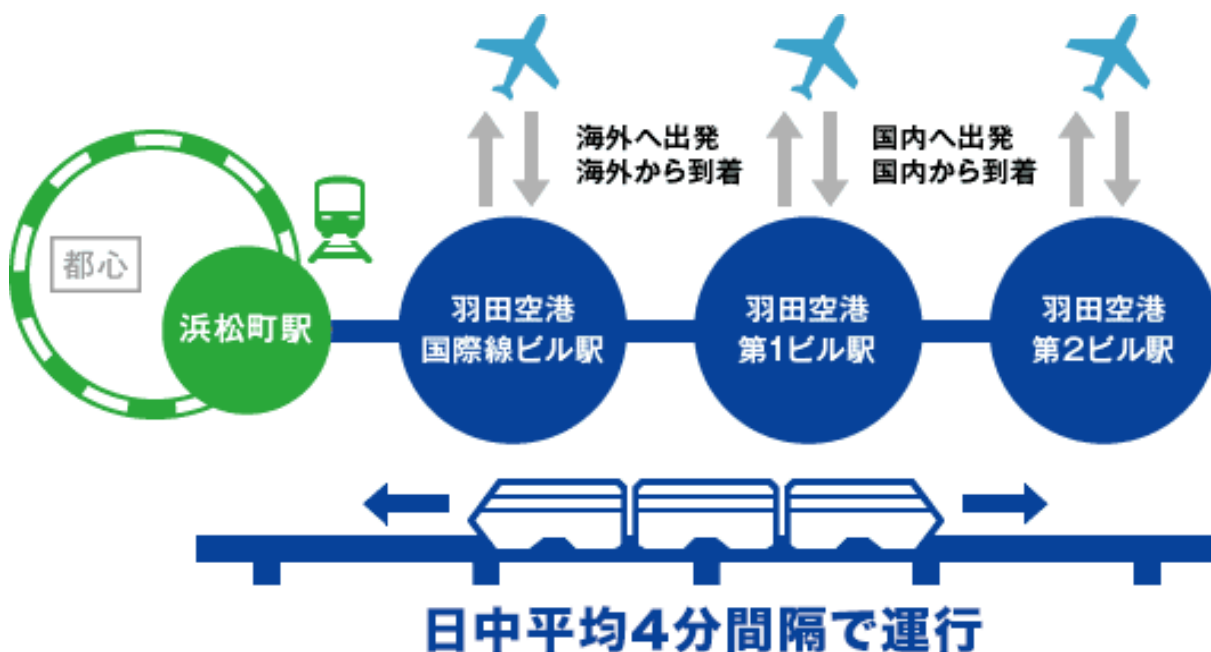 海外へ出発
海外から到着
国内へ出発
国内から到着
都心
浜松町駅
羽田空港
国際線ビル駅
羽田空港
第1ビル駅
羽田空港
第2ビル駅
日中平均4分間隔で運行